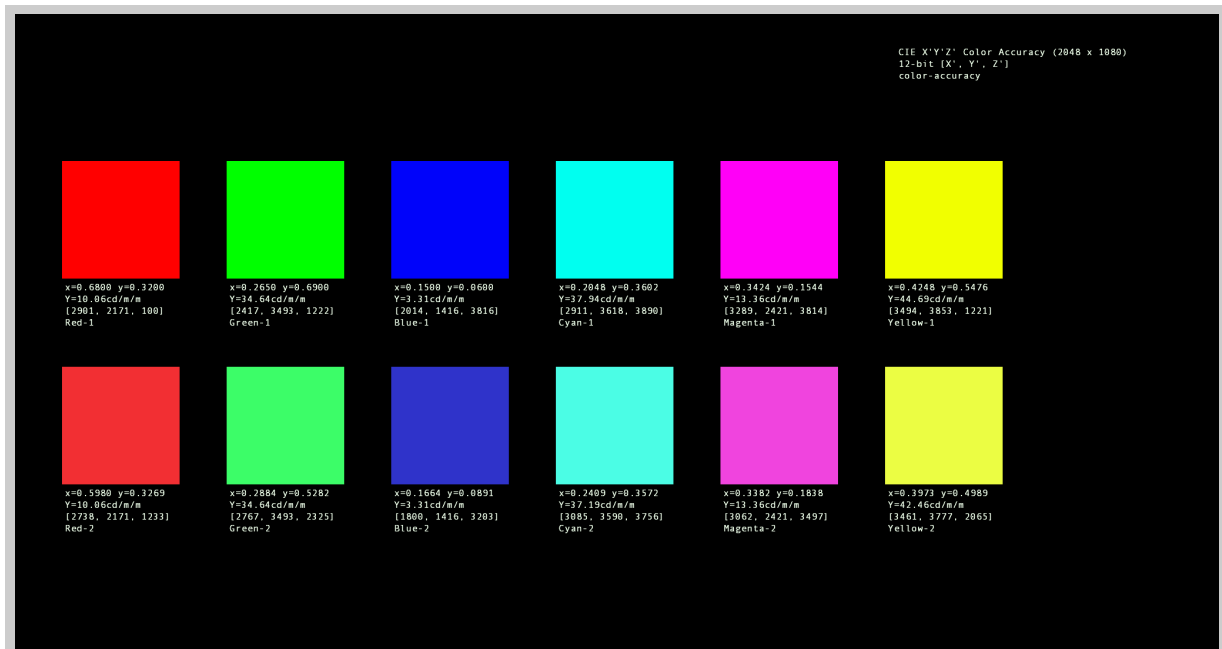 CIE X'Y'Z' Color Accuracy (2048 x 1080)
12-bit [X', Y', Z']
color-accuracy
x=0.6800 y=0.3200
Y=10.06cd/m/m
[2901, 2171, 100]
Red-1
x=0.2650 y=0.6900
Y=34.64cd/m/m
[2417, 3493, 1222]
Green-1
x=0.1500 y=0.0600
Y=3.31cd/m/m
[2014, 1416, 3816]
Blue-1
x=0.2048 y=0.3602
Y=37.94cd/m/m
[2911, 3618, 3890]
Cyan-1
x=0.3424 y=0.1544
Y=13.36cd/m/m
[3289, 2421, 3814]
Magenta-1
x=0.4248 y=0.5476
Y=44.69cd/m/m
[3494, 3853, 1221]
Yellow-1
x=0.5980 y=0.3269
Y=10.06cd/m/m
[2738, 2171, 1233]
Red-2
x=0.2884 y=0.5282
Y=34.64cd/m/m
[2767, 3493, 2325]
Green-2
x=0.1664 y=0.0891
Y=3.31cd/m/m
[1800, 1416, 3203]
Blue-2
x=0.2409 y=0.3572
Y=37.19cd/m/m
[3085, 3590, 3756]
Cyan-2
x=0.3382 y=0.1838
Y=13.36cd/m/m
[3062, 2421, 3497]
Magenta-2
x=0.3973 y=0.4989
Y=42.46cd/m/m
[3461, 3777, 2065]
Yellow-2